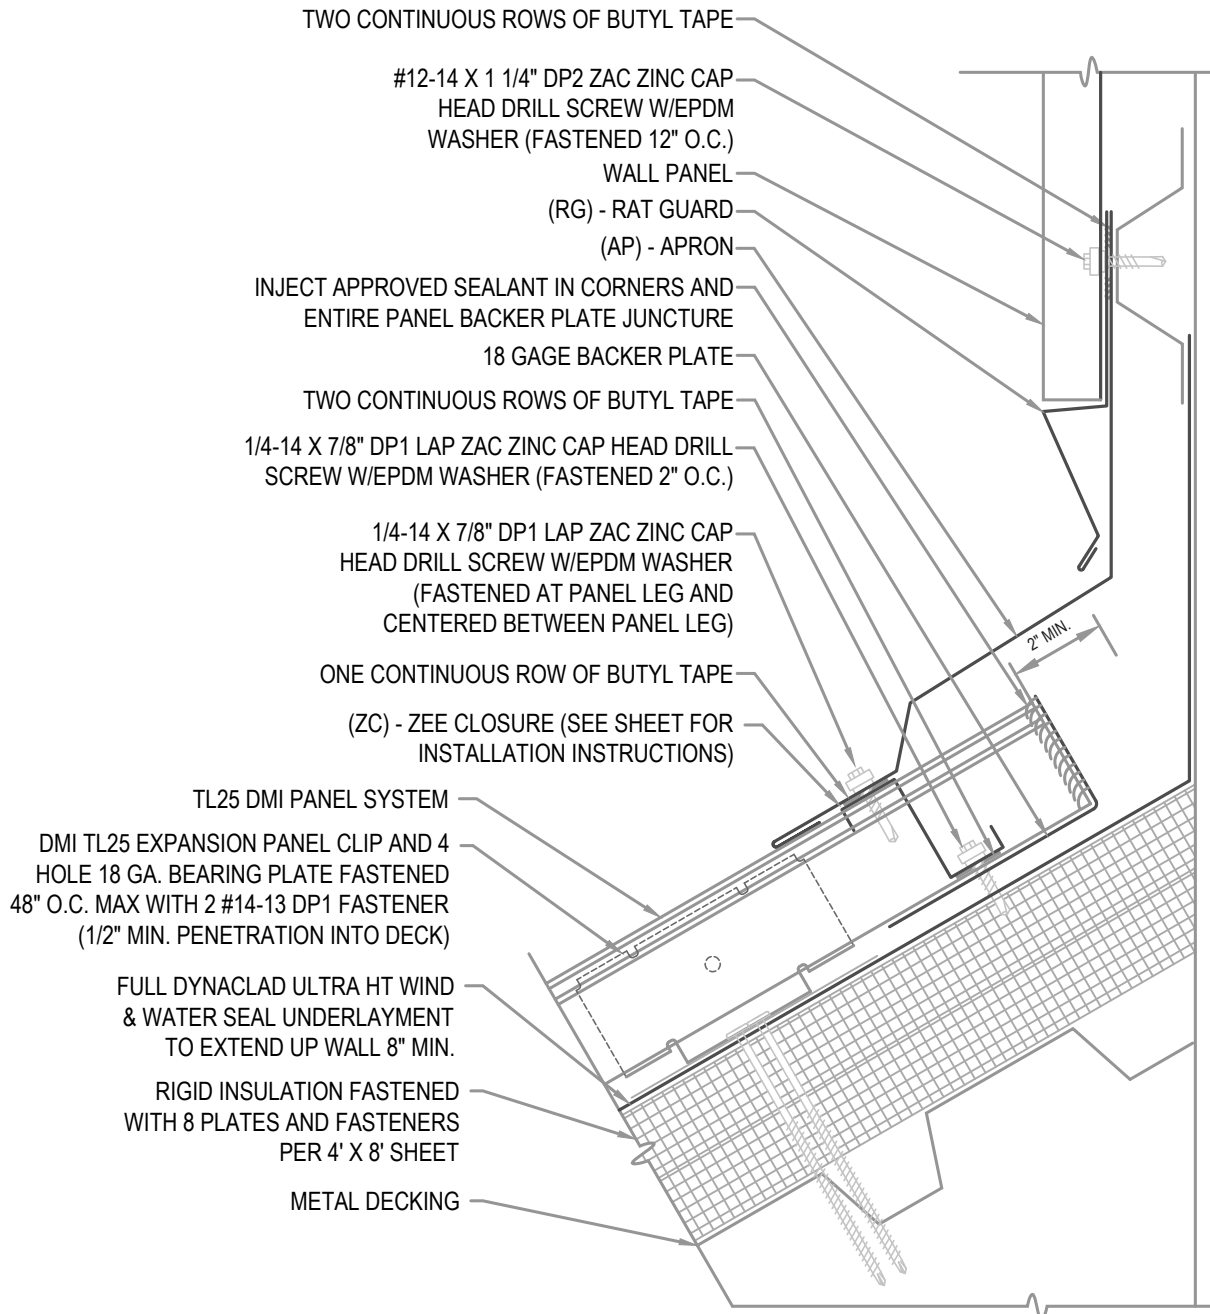 TWO CONTINUOUS ROWS OF BUTYL TAPE
#12-14 X 1 1/4" DP2 ZAC ZINC CAP
HEAD DRILL SCREW W/EPDM
WASHER (FASTENED 12" O.C.)
WALL PANEL
(RG) - RAT GUARD
(AP) - APRON
INJECT APPROVED SEALANT IN CORNERS AND
ENTIRE PANEL BACKER PLATE JUNCTURE
18 GAGE BACKER PLATE
TWO CONTINUOUS ROWS OF BUTYL TAPE
1/4-14 X 7/8" DP1 LAP ZAC ZINC CAP HEAD DRILL
SCREW W/EPDM WASHER (FASTENED 2" O.C.)
1/4-14 X 7/8" DP1 LAP ZAC ZINC CAP
HEAD DRILL SCREW W/EPDM WASHER
(FASTENED AT PANEL LEG AND
CENTERED BETWEEN PANEL LEG)
2" MIN.
ONE CONTINUOUS ROW OF BUTYL TAPE
(ZC) - ZEE CLOSURE (SEE SHEET FOR
INSTALLATION INSTRUCTIONS)
TL25 DMI PANEL SYSTEM
DMI TL25 EXPANSION PANEL CLIP AND 4
HOLE 18 GA. BEARING PLATE FASTENED
48" O.C. MAX WITH 2 #14-13 DP1 FASTENER
(1/2" MIN. PENETRATION INTO DECK)
FULL DYNACLAD ULTRA HT WIND
& WATER SEAL UNDERLAYMENT
TO EXTEND UP WALL 8" MIN.
RIGID INSULATION FASTENED
WITH 8 PLATES AND FASTENERS
PER 4' X 8' SHEET
METAL DECKING